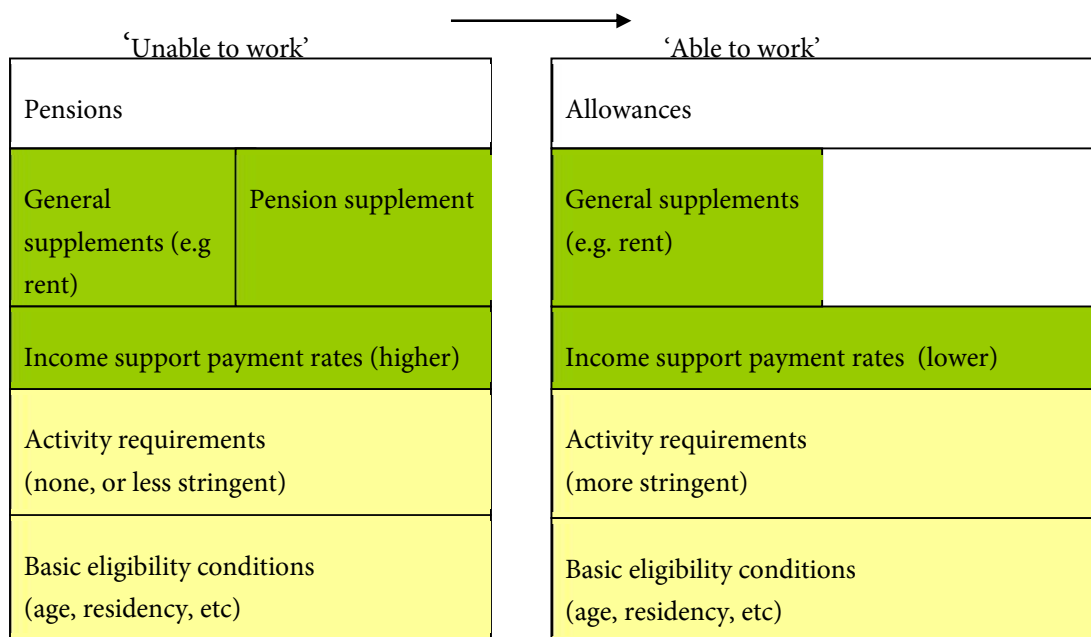 ‘Unable to work’
‘Able to work’
Pensions
General
supplements (e.g
rent)
Pension supplement
Income support payment rates (higher)
Activity requirements
(none, or less stringent)
Basic eligibility conditions
(age, residency, etc)
Allowances
General supplements
(e.g. rent)
Income support payment rates (lower)
Activity requirements
(more stringent)
Basic eligibility conditions
(age, residency, etc)